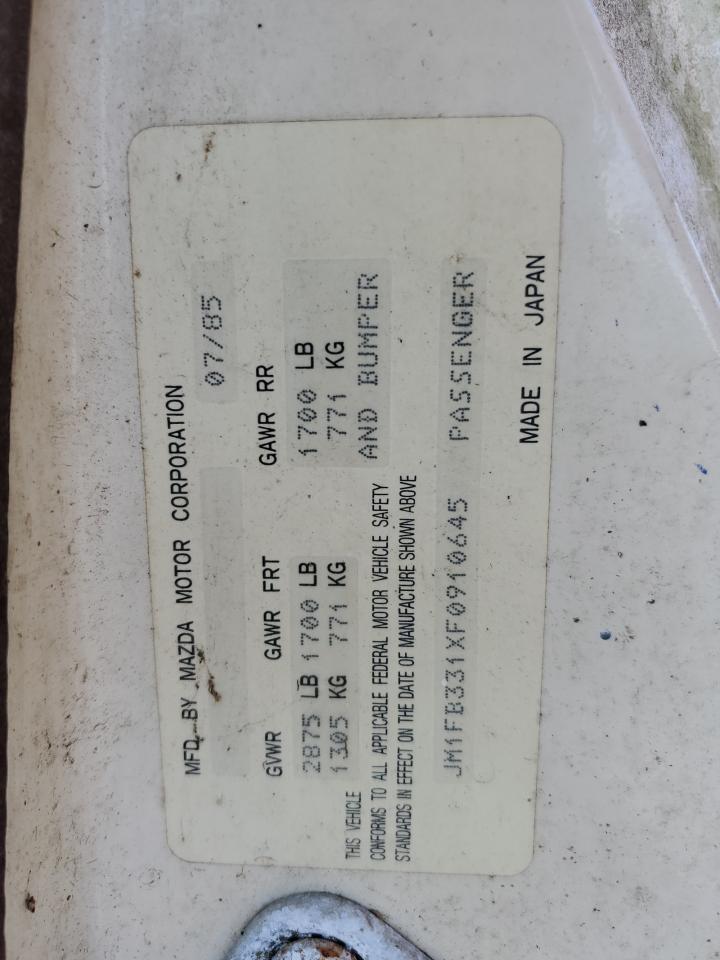 MFD. BY MAZDA MOTOR CORPORATION
07/85
GVWR GAWR FRT GAWR RR
2875 LB 1700 LB 1700 LB
1305 KG 771 KG 771 KG
THIS VEHICLE
CONFORMS TO ALL APPLICABLE FEDERAL MOTOR VEHICLE SAFETY AND BUMPER
STANDARDS IN EFFECT ON THE DATE OF MANUFACTURE SHOWN ABOVE
JM1FB331XF0910645 PASSENGER
MADE IN JAPAN